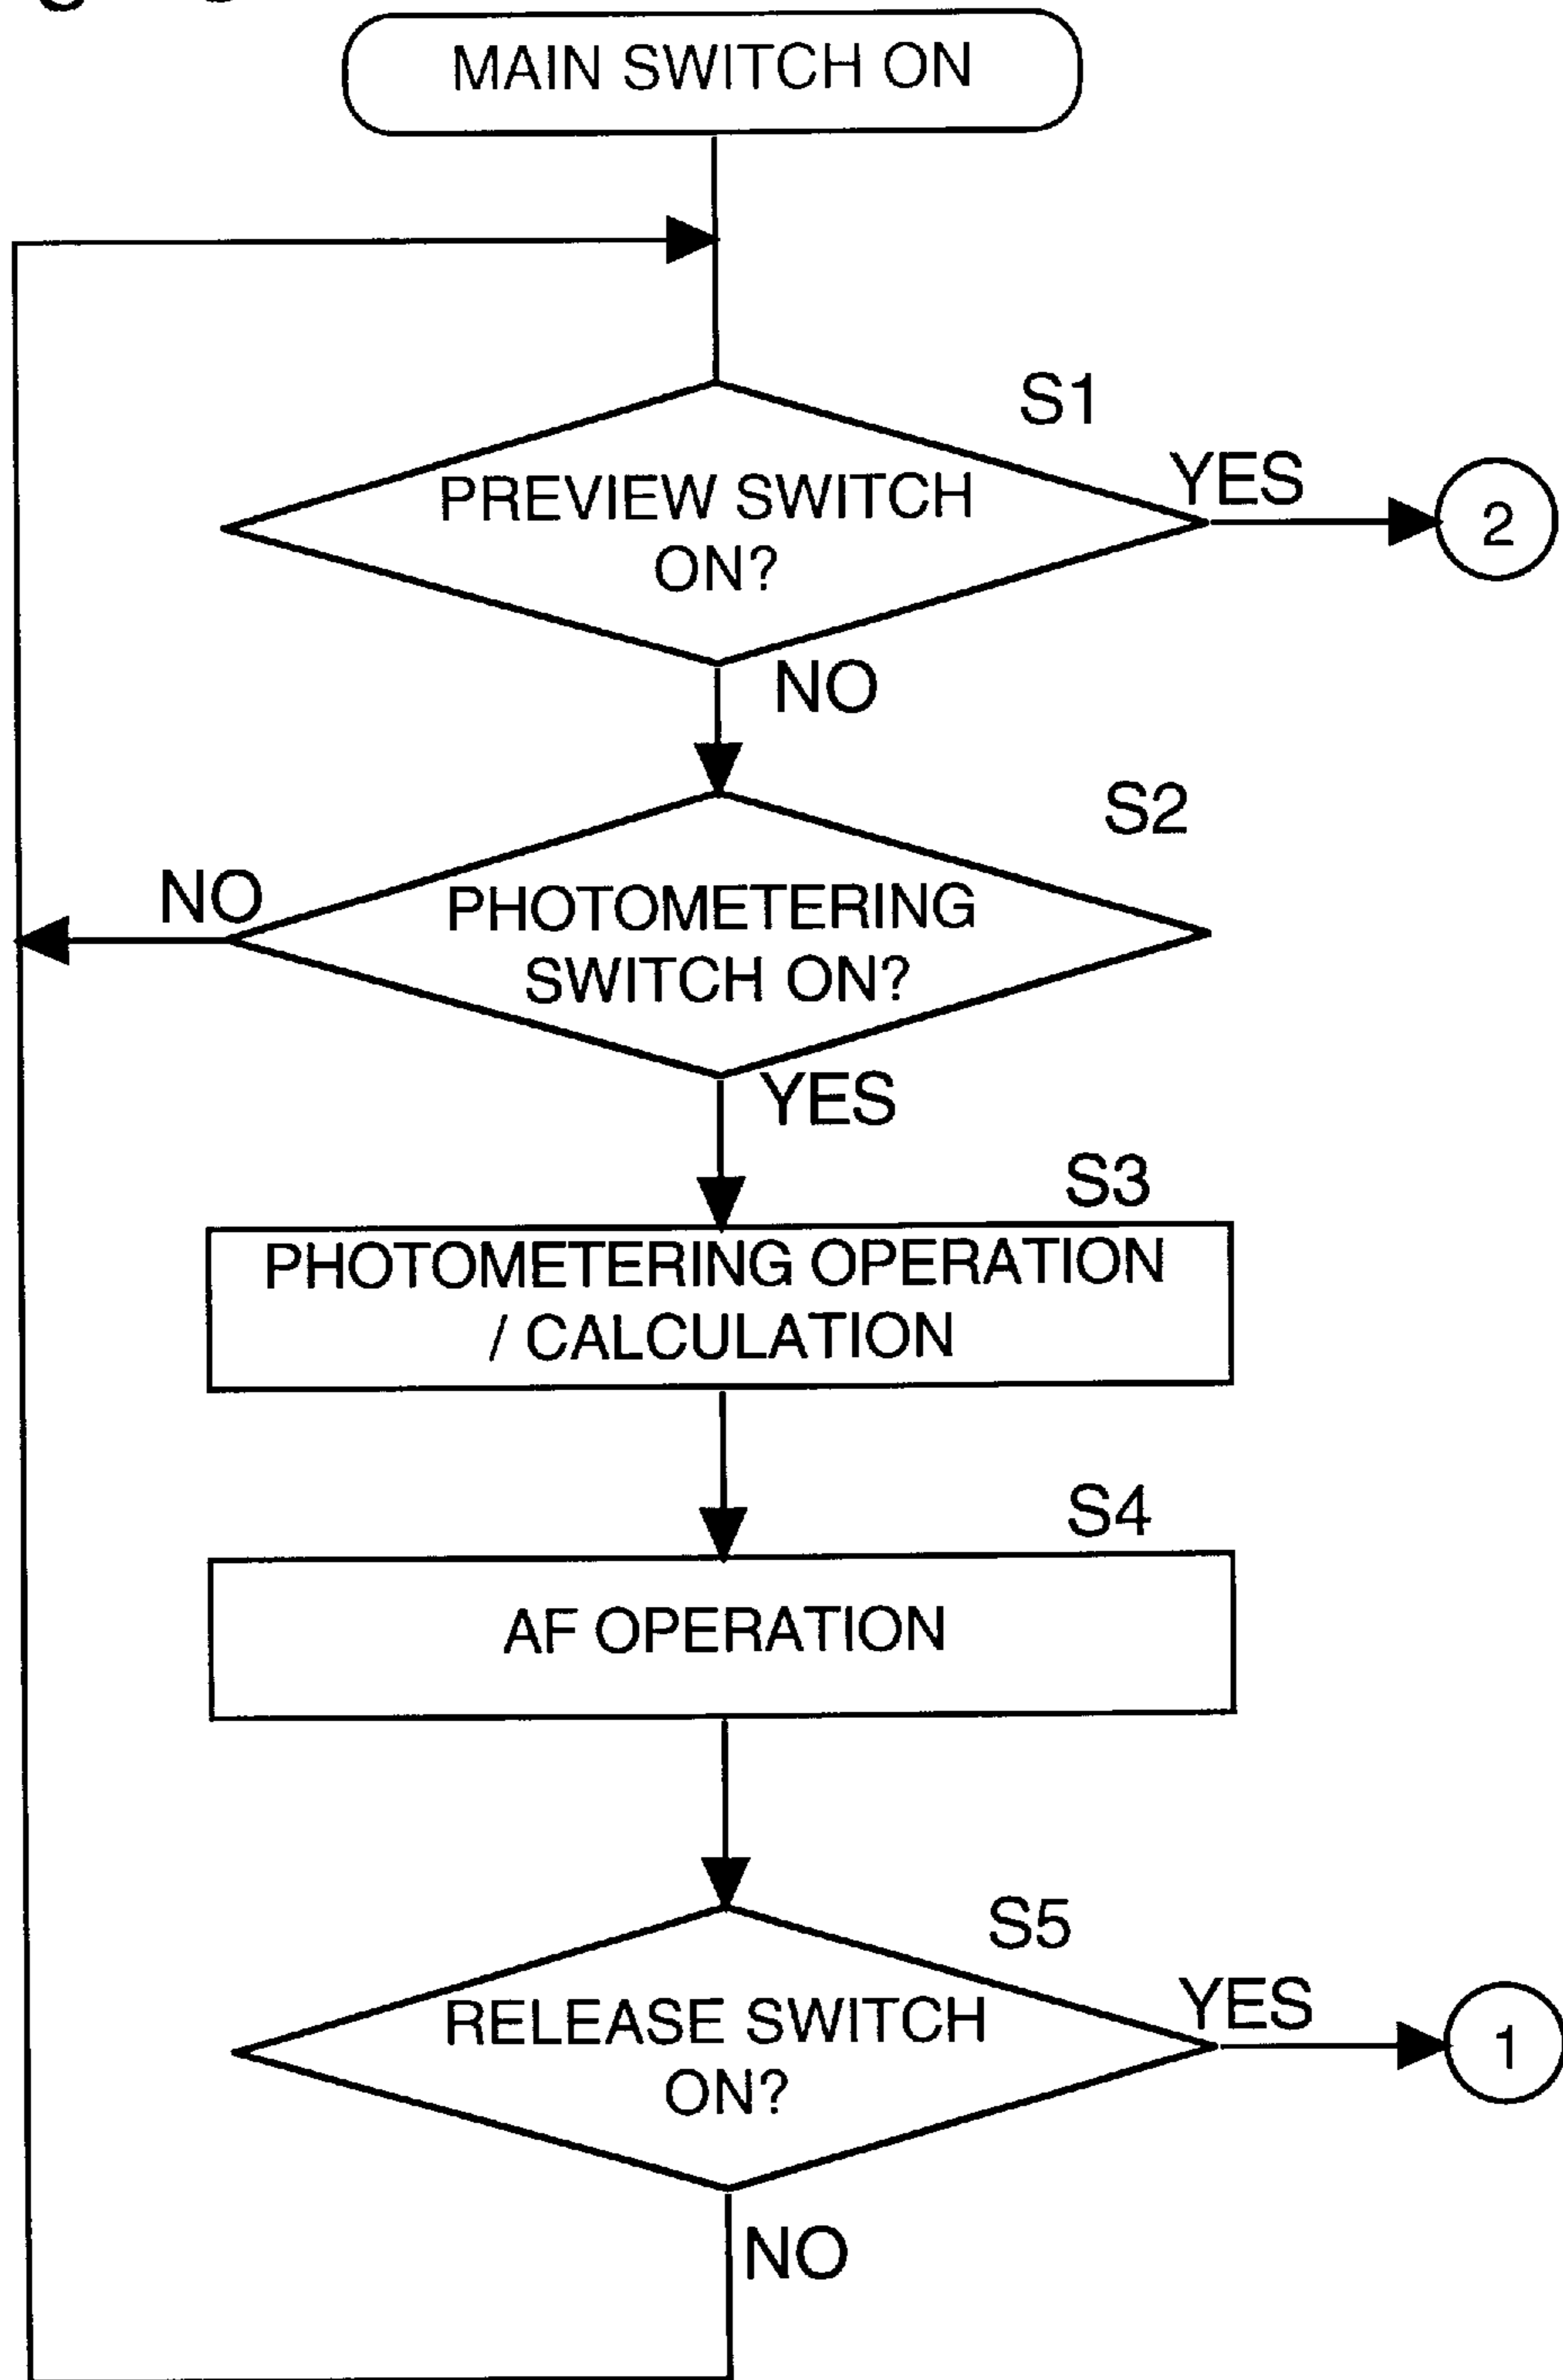 MAIN SWITCH ON
S1
PREVIEW SWITCH
ON?
YES
2
NO
S2
NO
PHOTOMETERING
SWITCH ON?
YES
S3
PHOTOMETERING OPERATION
/ CALCULATION
S4
AF OPERATION
S5
RELEASE SWITCH
ON?
YES
1
NO